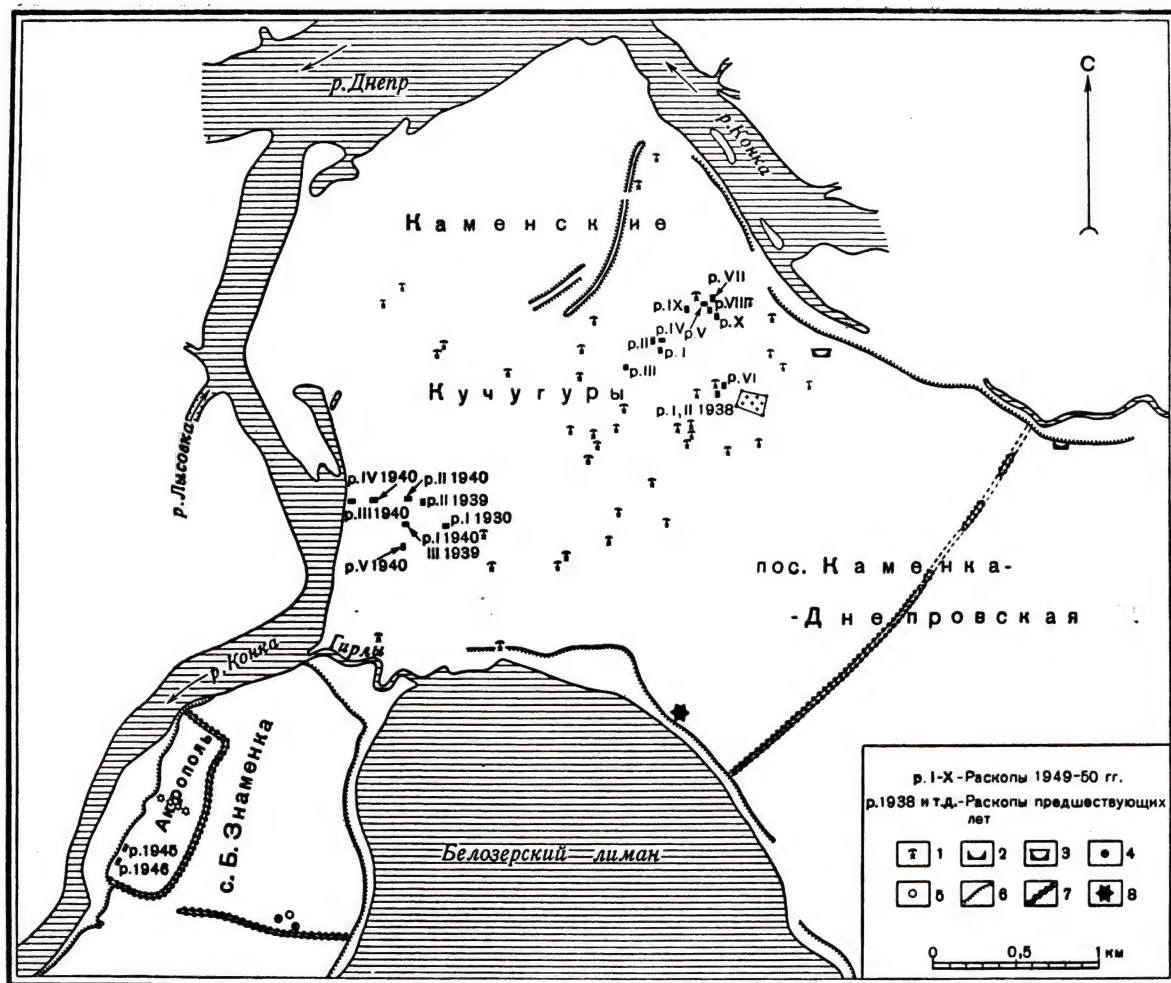 р. Днепр
С
р. Конка
Каменские
р. VII
р. IX
р. VIII
р. IV
р. V
р. X
р. II
р. I
р. III
Кучугуры
р. VI
р. I, II 1938
р. Лысовка
р. IV 1940
р. II 1940
р. II 1939
р. III 1940
р. I 1930
р. I 1940
III 1939
р. V 1940
пос. Каменка-
-Днепровская
Гирлы
р. Конка
Акрополь
с. Б. Знаменка
р. 1945
р. 1946
Белозерский лиман
р. I-X - Раскопы 1949-50 гг.
р. 1938 и т.д. - Раскопы предшествующих
лет
1 2 3 4
5 6 7 8
0 0,5 1 км